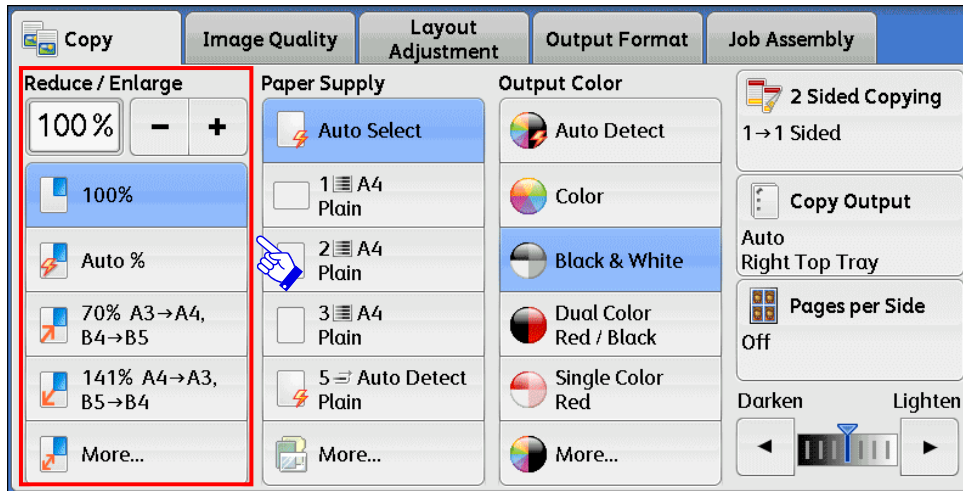 Copy
Image Quality
Layout
Adjustment
Output Format
Job Assembly
Reduce / Enlarge
100%
− +
100%
Auto %
70% A3→A4,
B4→B5
141% A4→A3,
B5→B4
More...
Paper Supply
Auto Select
1 A4
Plain
2 A4
Plain
3 A4
Plain
5 Auto Detect
Plain
More...
Output Color
Auto Detect
Color
Black & White
Dual Color
Red / Black
Single Color
Red
More...
2 Sided Copying
1→1 Sided
Copy Output
Auto
Right Top Tray
Pages per Side
Off
Darken Lighten